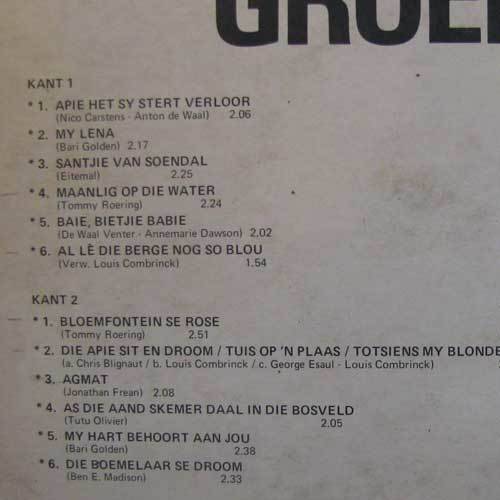 KANT 1
* 1. APIE HET SY STERT VERLOOR
(Nico Carstens - Anton de Waal) 2.06
* 2. MY LENA
(Bari Golden) 2.17
* 3. SANTJIE VAN SOENDAL
(Eitemal) 2.25
* 4. MAANLIG OP DIE WATER
(Tommy Roering) 2.24
* 5. BAIE, BIETJIE BABIE
(De Waal Venter - Annemarie Dawson) 2,02
* 6. AL LÊ DIE BERGE NOG SO BLOU
(Verw. Louis Combrinck) 1.54
KANT 2
* 1. BLOEMFONTEIN SE ROSE
(Tommy Roering) 2.51
* 2. DIE APIE SIT EN DROOM / TUIS OP 'N PLAAS / TOTSIENS MY BLONDE
(a. Chris Blignaut / b. Louis Combrinck / c. George Esaul - Louis Combrinck)
* 3. AGMAT
(Jonathan Frean) 2.08
* 4. AS DIE AAND SKEMER DAAL IN DIE BOSVELD
(Tutu Olivier) 2.05
* 5. MY HART BEHOORT AAN JOU
(Bari Golden) 2.38
* 6. DIE BOEMELAAR SE DROOM
(Ben E. Madison) 2.33